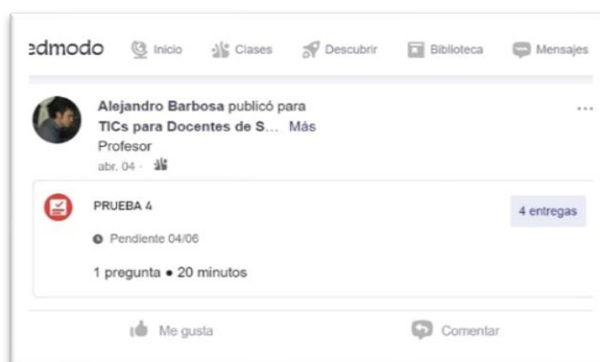 edmodo Inicio Clases Descubrir Biblioteca Mensajes
Alejandro Barbosa publicó para
TICs para Docentes de S... Más
Profesor
abr. 04 ·
PRUEBA 4
4 entregas
Pendiente 04/06
1 pregunta • 20 minutos
Me gusta Comentar